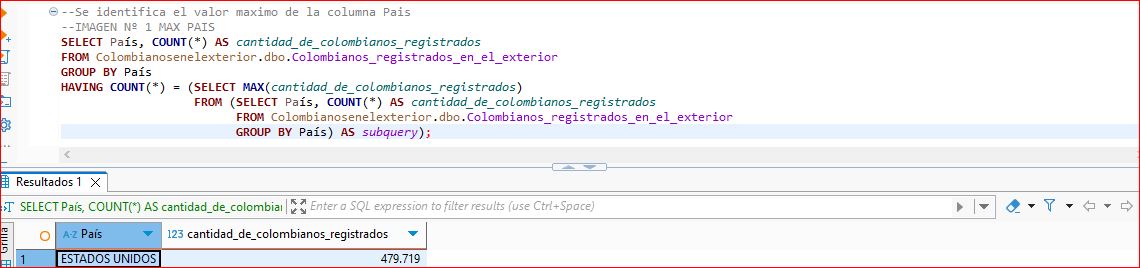 --Se identifica el valor maximo de la columna Pais
--IMAGEN Nº 1 MAX PAIS
SELECT País, COUNT(*) AS cantidad_de_colombianos_registrados
FROM Colombianosenelexterior.dbo.Colombianos_registrados_en_el_exterior
GROUP BY País
HAVING COUNT(*) = (SELECT MAX(cantidad_de_colombianos_registrados)
FROM (SELECT País, COUNT(*) AS cantidad_de_colombianos_registrados
FROM Colombianosenelexterior.dbo.Colombianos_registrados_en_el_exterior
GROUP BY País) AS subquery);
Resultados 1
SELECT País, COUNT(*) AS cantidad_de_colombian Enter a SQL expression to filter results (use Ctrl+Space)
Grilla
A-Z País 123 cantidad_de_colombianos_registrados
1 ESTADOS UNIDOS 479.719